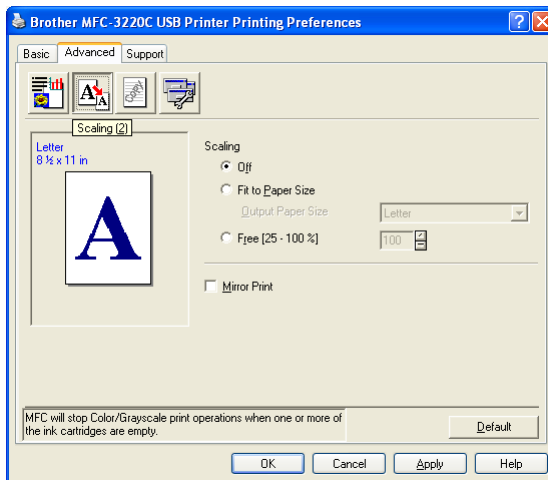 Brother MFC-3220C USB Printer Printing Preferences
Basic
Advanced
Support
A A
Scaling (2)
Letter
8 ½ x 11 in
A
Scaling
Off
Fit to Paper Size
Output Paper Size
Letter
Free [25 - 100 %]
100
Mirror Print
MFC will stop Color/Grayscale print operations when one or more of
the ink cartridges are empty.
Default
OK
Cancel
Apply
Help